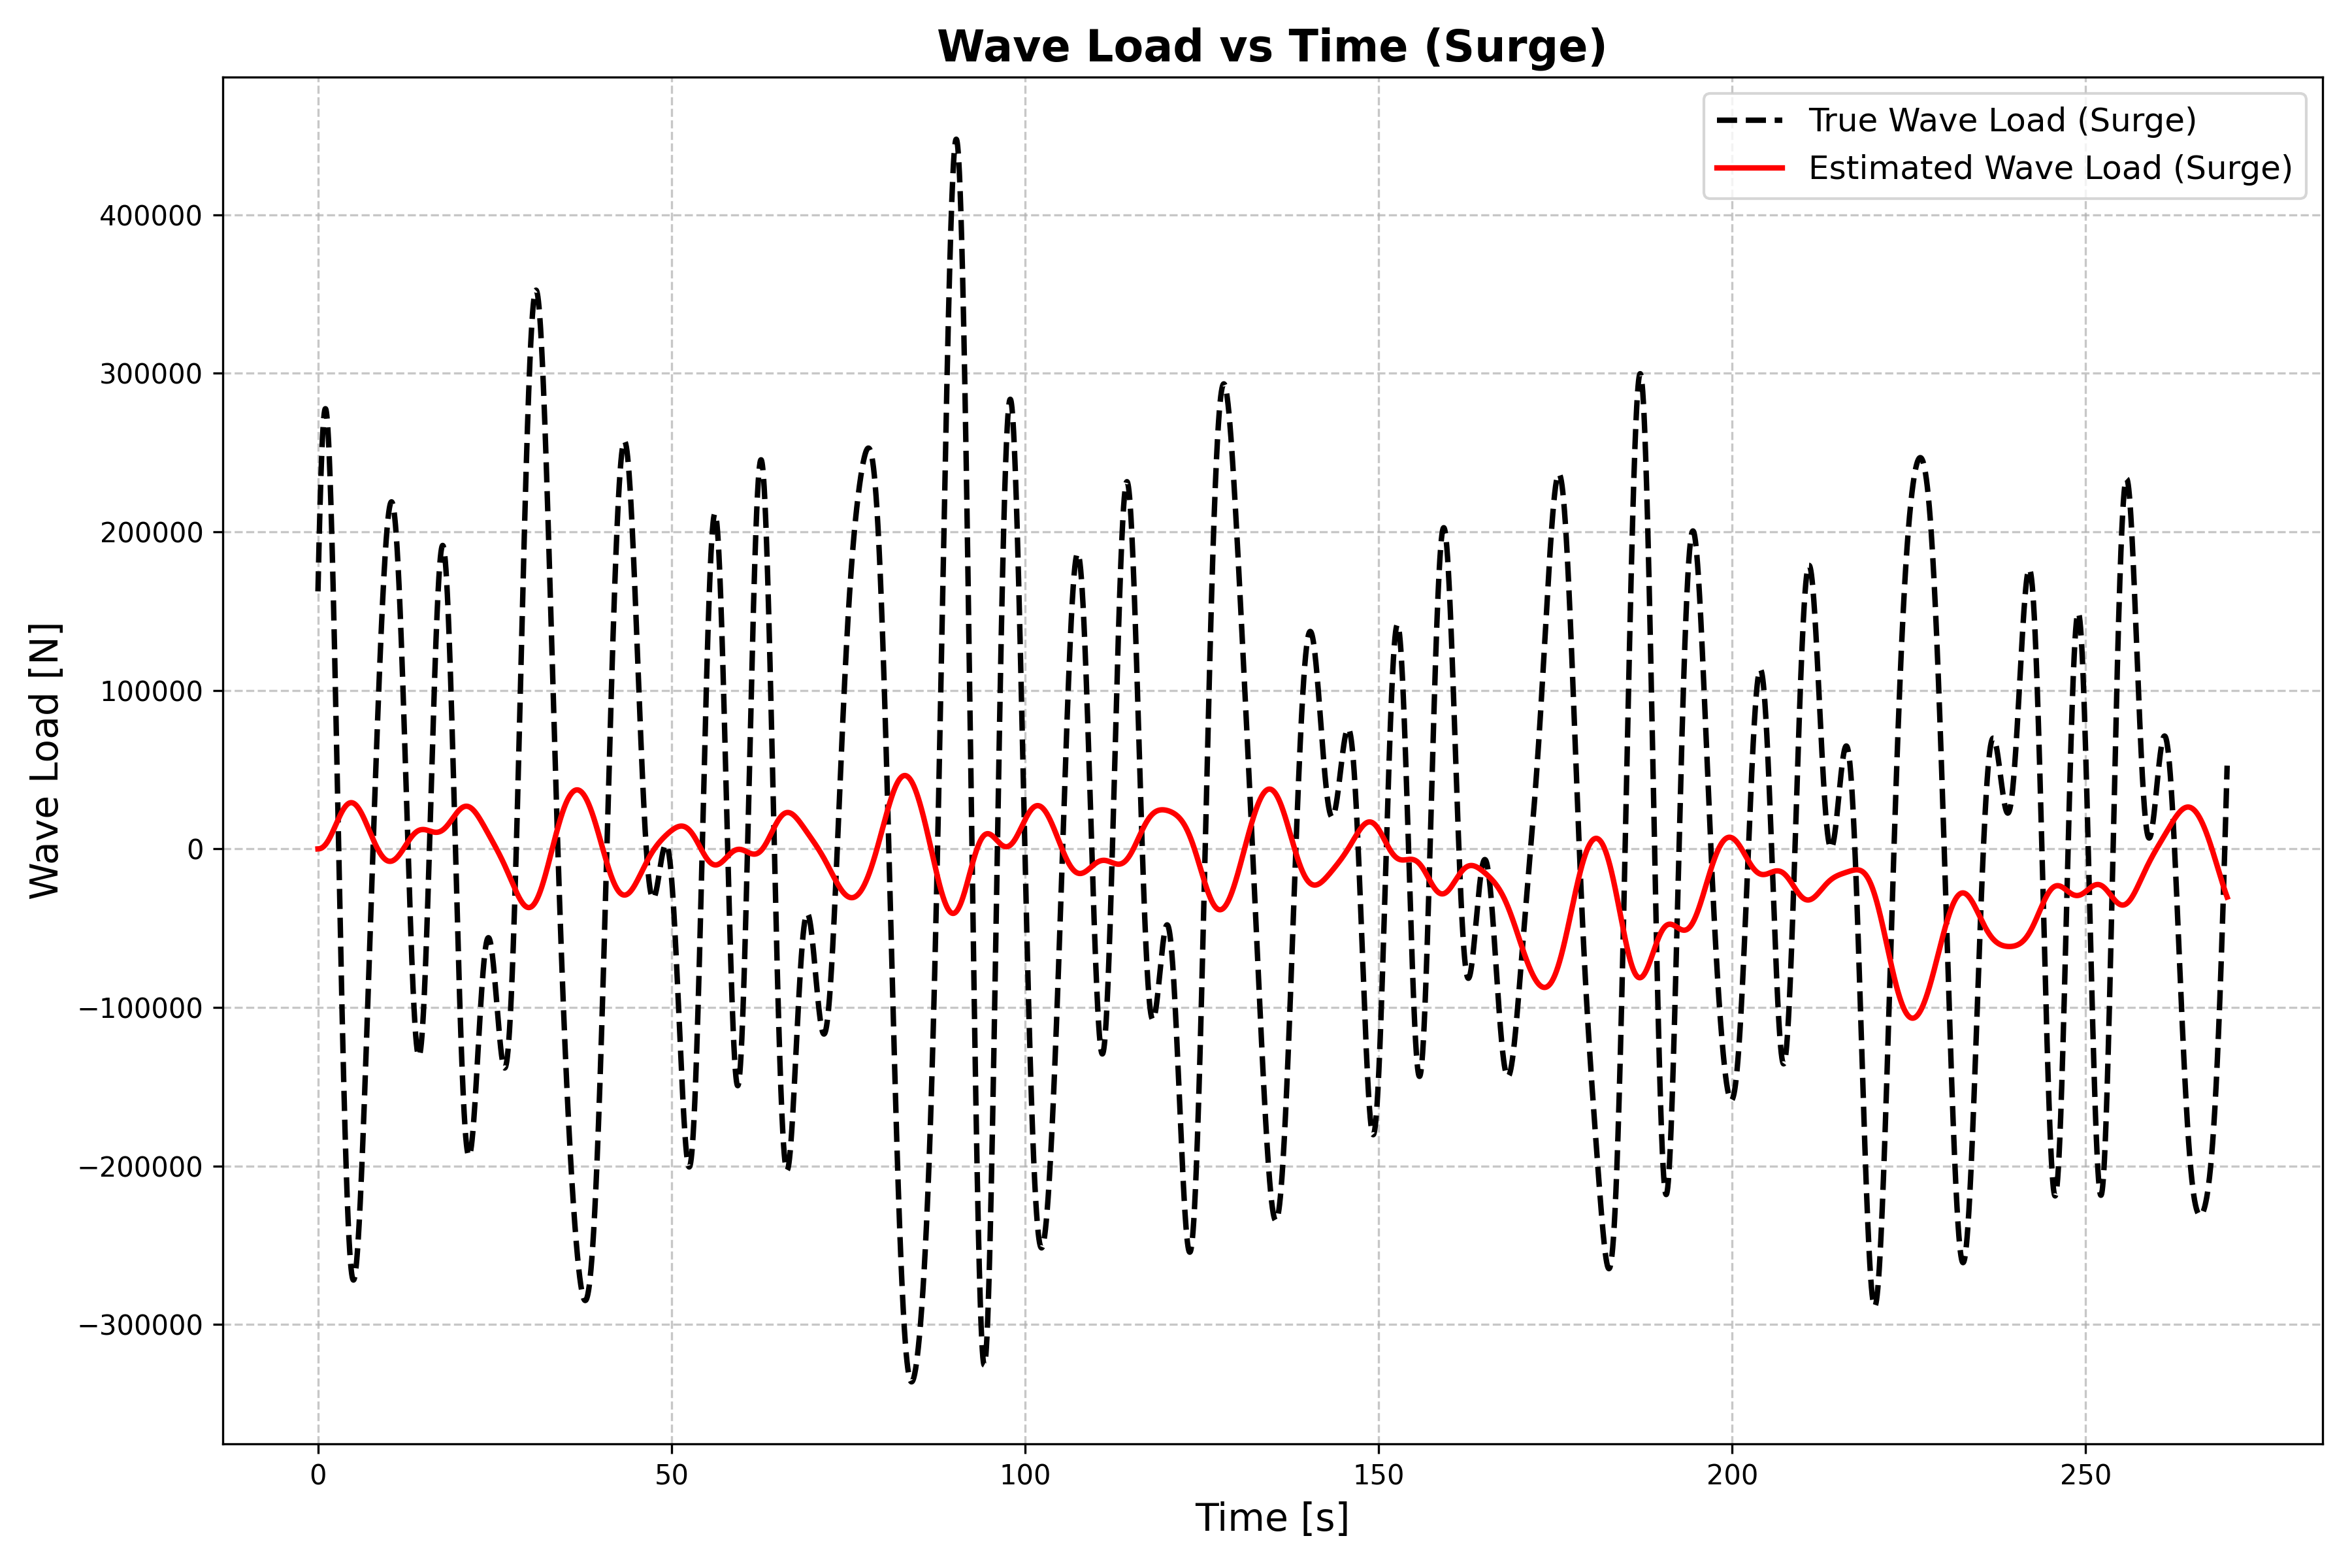 Wave Load vs Time (Surge)
True Wave Load (Surge)
Estimated Wave Load (Surge)
Wave Load [N]
400000
300000
200000
100000
0
−100000
−200000
−300000
0 50 100 150 200 250
Time [s]